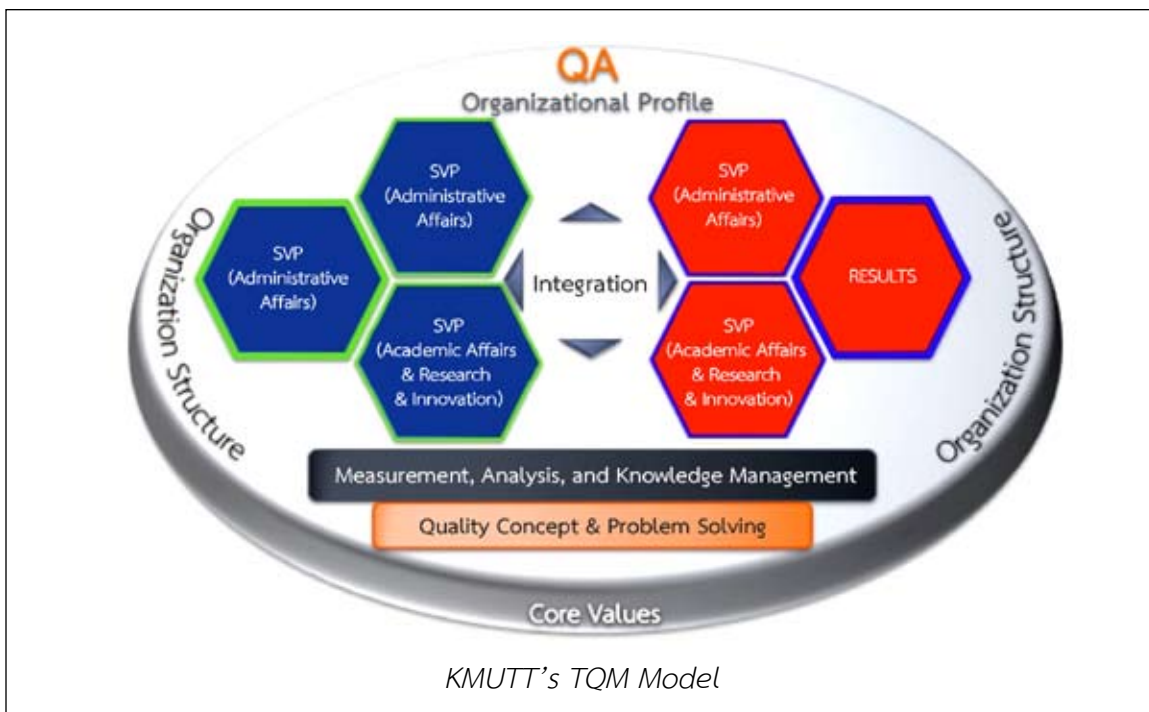 QA
Organizational Profile
SVP
(Administrative
Affairs)
SVP
(Administrative
Affairs)
SVP
(Academic Affairs
& Research
& Innovation)
Integration
SVP
(Administrative
Affairs)
SVP
(Academic Affairs
& Research
& Innovation)
RESULTS
Organization Structure
Organization Structure
Measurement, Analysis, and Knowledge Management
Quality Concept & Problem Solving
Core Values
KMUTT's TQM Model